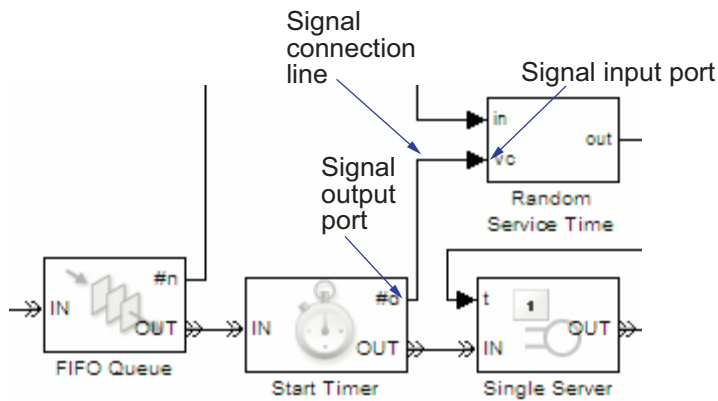 Signal
connection
line
Signal input port
in
out
vc
Signal
output
port
Random
Service Time
#n
IN
OUT
FIFO Queue
#d
IN
OUT
Start Timer
t
1
OUT
IN
Single Server